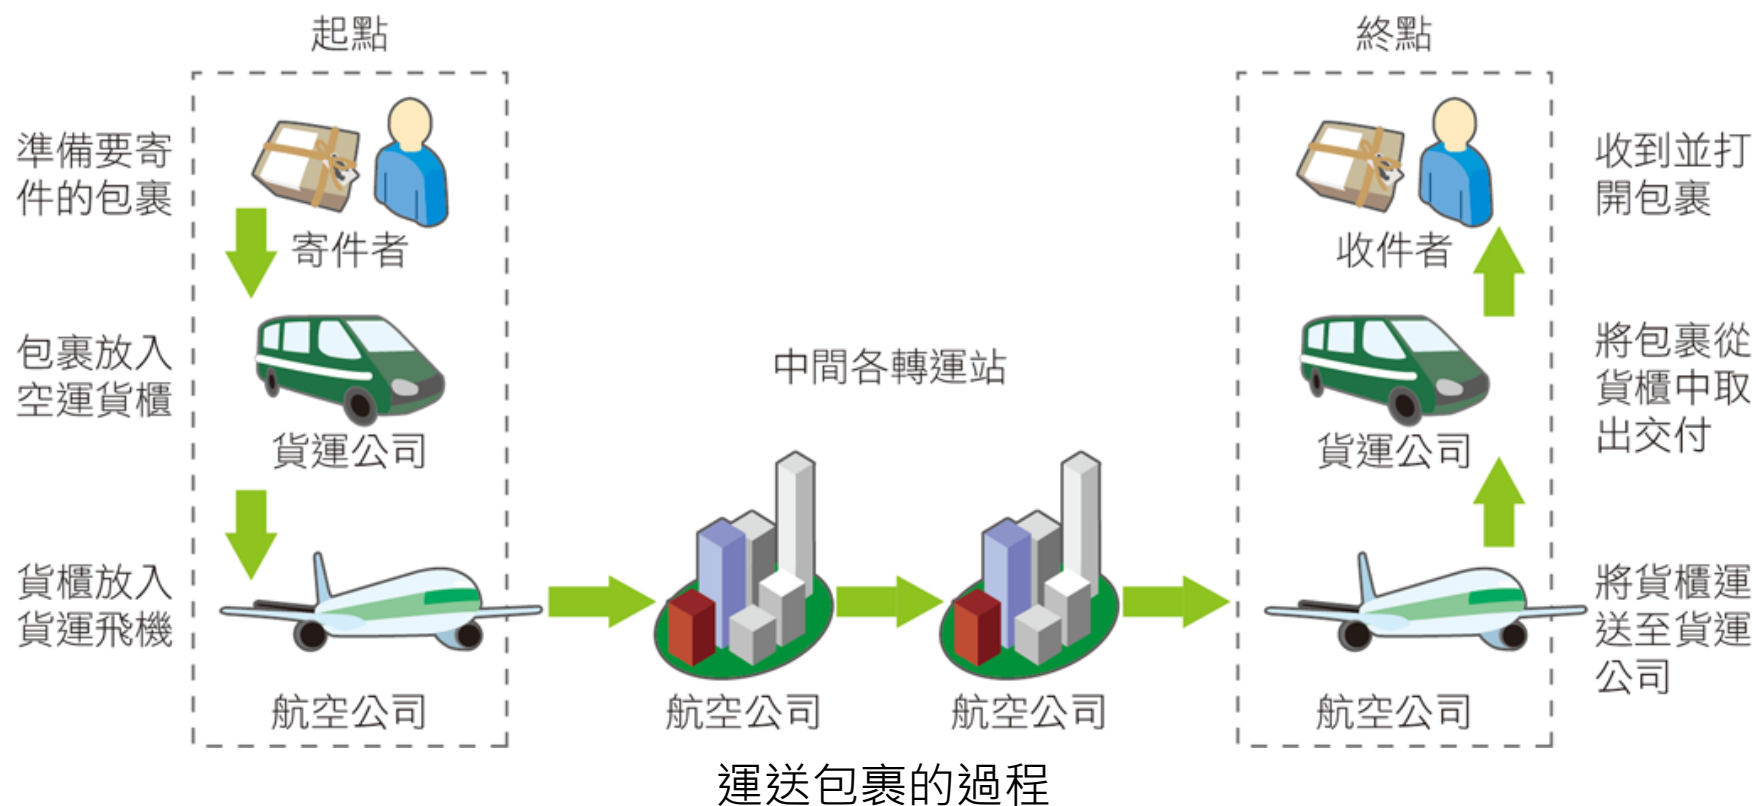 起點
準備要寄
件的包裹
寄件者
包裹放入
空運貨櫃
貨運公司
貨櫃放入
貨運飛機
航空公司
中間各轉運站
航空公司
航空公司
終點
收件者
收到並打
開包裹
貨運公司
將包裹從
貨櫃中取
出交付
航空公司
將貨櫃運
送至貨運
公司
運送包裹的過程